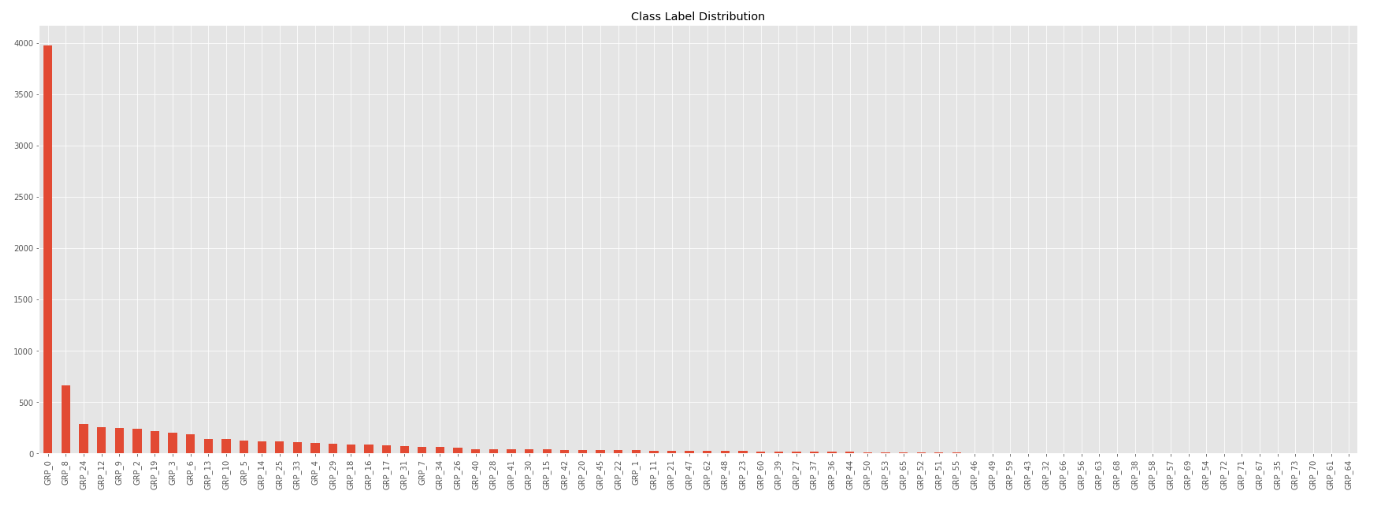 Class Label Distribution
4000
3500
3000
2500
2000
1500
1000
500
0
GRP_0
GRP_8
GRP_24
GRP_12
GRP_9
GRP_2
GRP_19
GRP_3
GRP_6
GRP_13
GRP_10
GRP_5
GRP_14
GRP_25
GRP_33
GRP_4
GRP_29
GRP_18
GRP_16
GRP_17
GRP_31
GRP_7
GRP_34
GRP_26
GRP_40
GRP_28
GRP_41
GRP_30
GRP_15
GRP_42
GRP_20
GRP_45
GRP_22
GRP_1
GRP_11
GRP_21
GRP_47
GRP_62
GRP_48
GRP_23
GRP_60
GRP_39
GRP_27
GRP_37
GRP_36
GRP_44
GRP_50
GRP_53
GRP_65
GRP_52
GRP_51
GRP_55
GRP_46
GRP_49
GRP_59
GRP_43
GRP_32
GRP_66
GRP_56
GRP_63
GRP_68
GRP_38
GRP_58
GRP_57
GRP_69
GRP_54
GRP_72
GRP_71
GRP_67
GRP_35
GRP_73
GRP_70
GRP_61
GRP_64